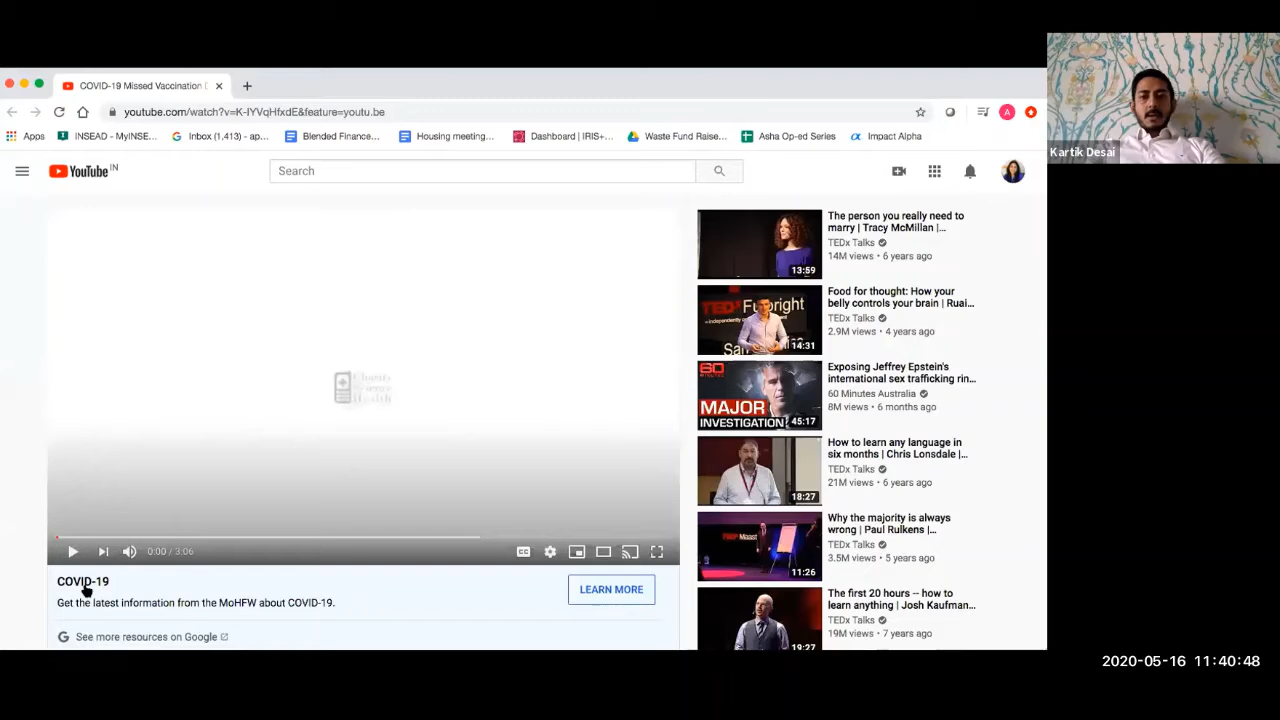 COVID-19 Missed Vaccination
youtube.com/watch?v=K-IYVqHfxdE&feature=youtu.be
Apps
INSEAD - MyINSE...
Inbox (1,413) - ap...
Blended Finance...
Housing meeting...
Dashboard | IRIS+...
Waste Fund Raise...
Asha Op-ed Series
Impact Alpha
YouTube IN
Search
Kartik Desai
Charity
Science
Health
0:00 / 3:06
CC
COVID-19
Get the latest information from the MoHFW about COVID-19.
LEARN MORE
See more resources on Google
13:59
The person you really need to
marry | Tracy McMillan |...
TEDx Talks
14M views • 6 years ago
TEDxFulbright
14:31
Food for thought: How your
belly controls your brain | Ruai...
TEDx Talks
2.9M views • 4 years ago
60
MINUTES
MAJOR
INVESTIGATION
45:17
Exposing Jeffrey Epstein's
international sex trafficking rin...
60 Minutes Australia
8M views • 6 months ago
18:27
How to learn any language in
six months | Chris Lonsdale |...
TEDx Talks
21M views • 6 years ago
11:26
Why the majority is always
wrong | Paul Rulkens |...
TEDx Talks
3.5M views • 5 years ago
19:27
The first 20 hours -- how to
learn anything | Josh Kaufman...
TEDx Talks
19M views • 7 years ago
2020-05-16 11:40:48